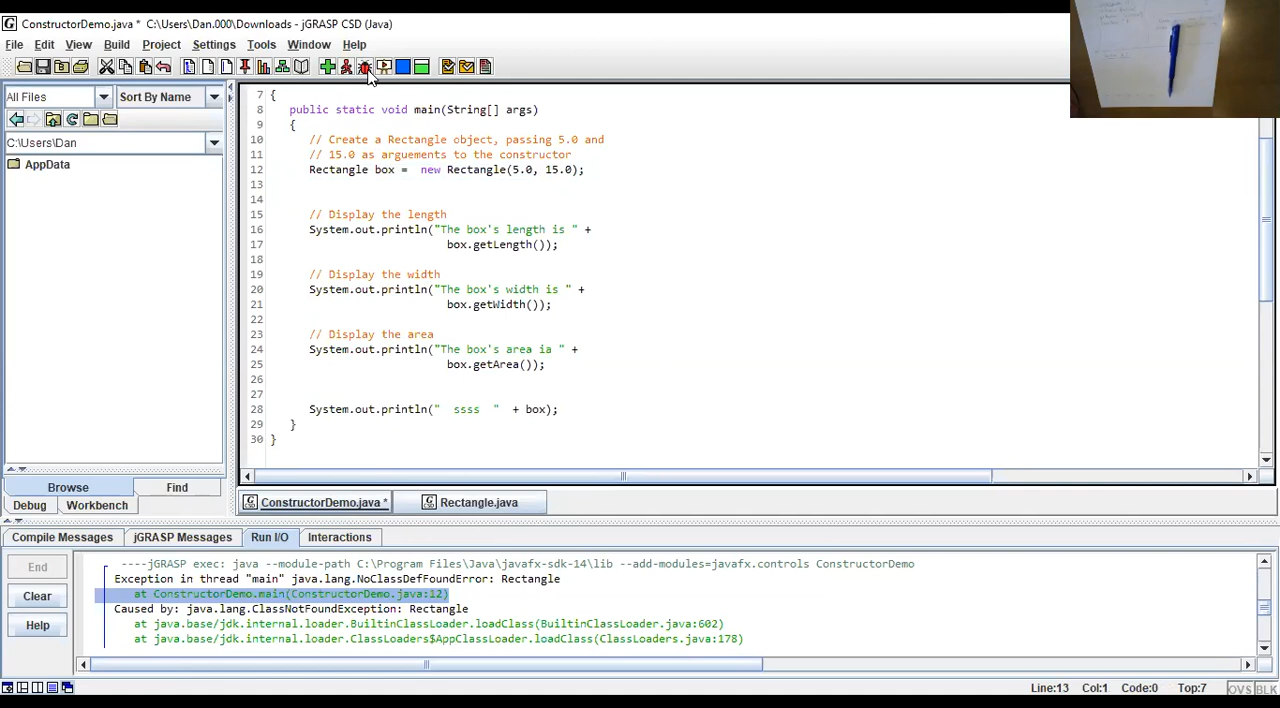 ConstructorDemo.java * C:\Users\Dan.000\Downloads - jGRASP CSD (Java)
File Edit View Build Project Settings Tools Window Help
All Files Sort By Name
C:\Users\Dan
AppData
7 {
8 public static void main(String[] args)
9 {
10 // Create a Rectangle object, passing 5.0 and
11 // 15.0 as arguements to the constructor
12 Rectangle box = new Rectangle(5.0, 15.0);
13
14
15 // Display the length
16 System.out.println("The box's length is " +
17 box.getLength());
18
19 // Display the width
20 System.out.println("The box's width is " +
21 box.getWidth());
22
23 // Display the area
24 System.out.println("The box's area ia " +
25 box.getArea());
26
27
28 System.out.println(" ssss " + box);
29 }
30 }
Browse Find
Debug Workbench
ConstructorDemo.java * Rectangle.java
Compile Messages jGRASP Messages Run I/O Interactions
End
Clear
Help
----jGRASP exec: java --module-path C:\Program Files\Java\javafx-sdk-14\lib --add-modules=javafx.controls ConstructorDemo
Exception in thread "main" java.lang.NoClassDefFoundError: Rectangle
at ConstructorDemo.main(ConstructorDemo.java:12)
Caused by: java.lang.ClassNotFoundException: Rectangle
at java.base/jdk.internal.loader.BuiltinClassLoader.loadClass(BuiltinClassLoader.java:602)
at java.base/jdk.internal.loader.ClassLoaders$AppClassLoader.loadClass(ClassLoaders.java:178)
Line:13 Col:1 Code:0 Top:7 OVS BLK